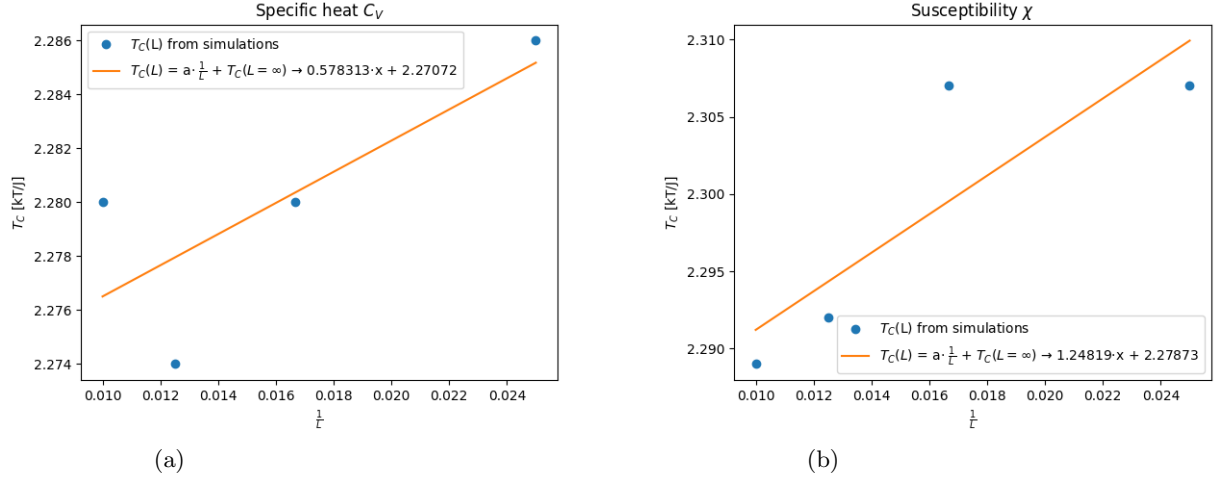 Specific heat C_V
T_C(L) from simulations
T_C(L) = a· 1/L + T_C(L = ∞) → 0.578313·x + 2.27072
2.286
2.284
2.282
2.280
2.278
2.276
2.274
T_C [kT/J]
0.010 0.012 0.014 0.016 0.018 0.020 0.022 0.024
1/L
(a)
Susceptibility χ
2.310
2.305
2.300
2.295
2.290
T_C [kT/J]
T_C(L) from simulations
T_C(L) = a· 1/L + T_C(L = ∞) → 1.24819·x + 2.27873
0.010 0.012 0.014 0.016 0.018 0.020 0.022 0.024
1/L
(b)